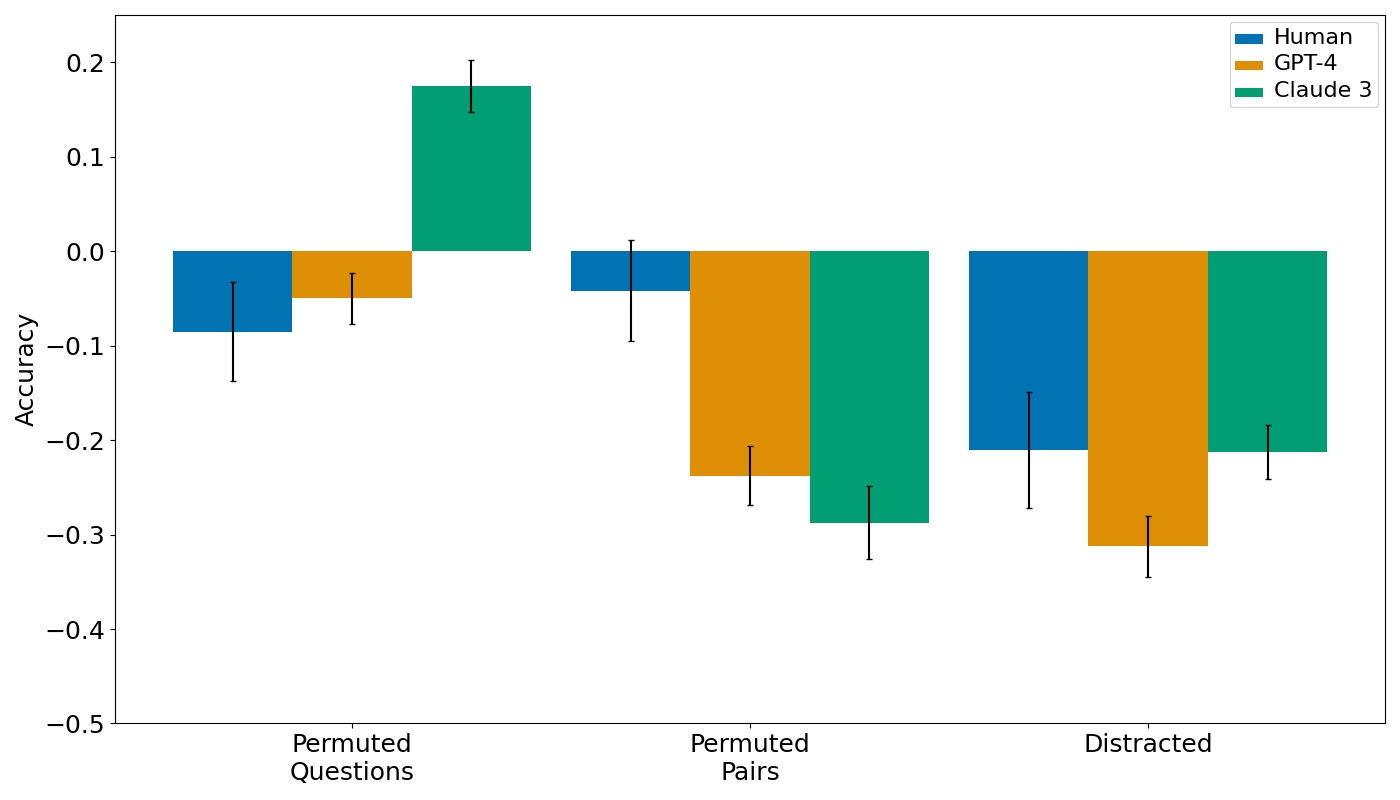 Human
GPT-4
Claude 3
0.2
0.1
0.0
−0.1
−0.2
−0.3
−0.4
−0.5
Accuracy
Permuted
Questions
Permuted
Pairs
Distracted